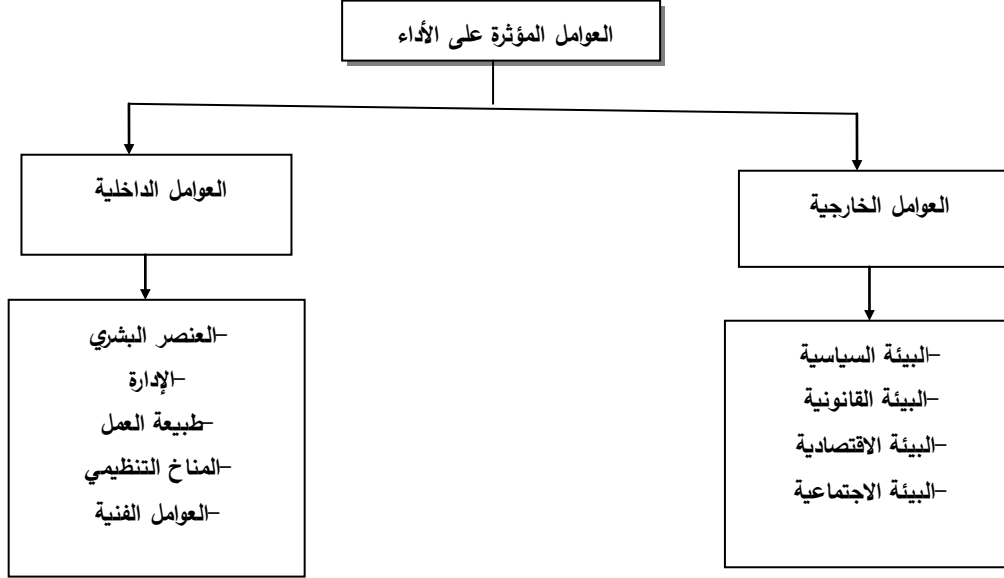 العوامل المؤثرة على الأداء
العوامل الخارجية
-البيئة السياسية
-البيئة القانونية
-البيئة الاقتصادية
-البيئة الاجتماعية
العوامل الداخلية
-العنصر البشري
-الإدارة
-طبيعة العمل
-المناخ التنظيمي
-العوامل الفنية